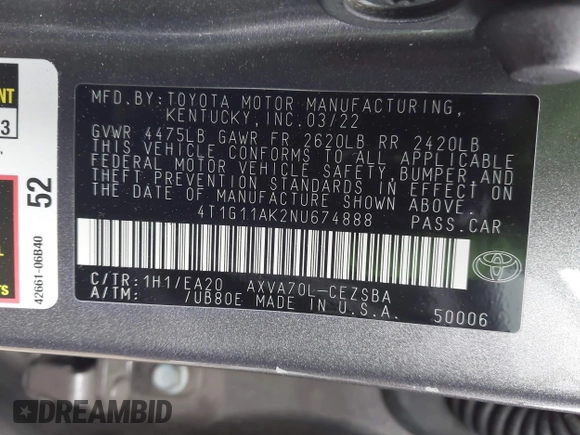 MFD.BY:TOYOTA MOTOR MANUFACTURING,
KENTUCKY,INC.03/22
GVWR 4475LB GAWR FR 2620LB RR 2420LB
THIS VEHICLE CONFORMS TO ALL APPLICABLE
FEDERAL MOTOR VEHICLE SAFETY,BUMPER,AND
THEFT PREVENTION STANDARDS IN EFFECT ON
THE DATE OF MANUFACTURE SHOWN ABOVE.
4T1G11AK2NU674888 PASS.CAR
C/TR:1H1/EA20 AXVA70L-CEZSBA
A/TM: /UB80E MADE IN U.S.A.
50006
3
52
42661-06B40
DREAMBID